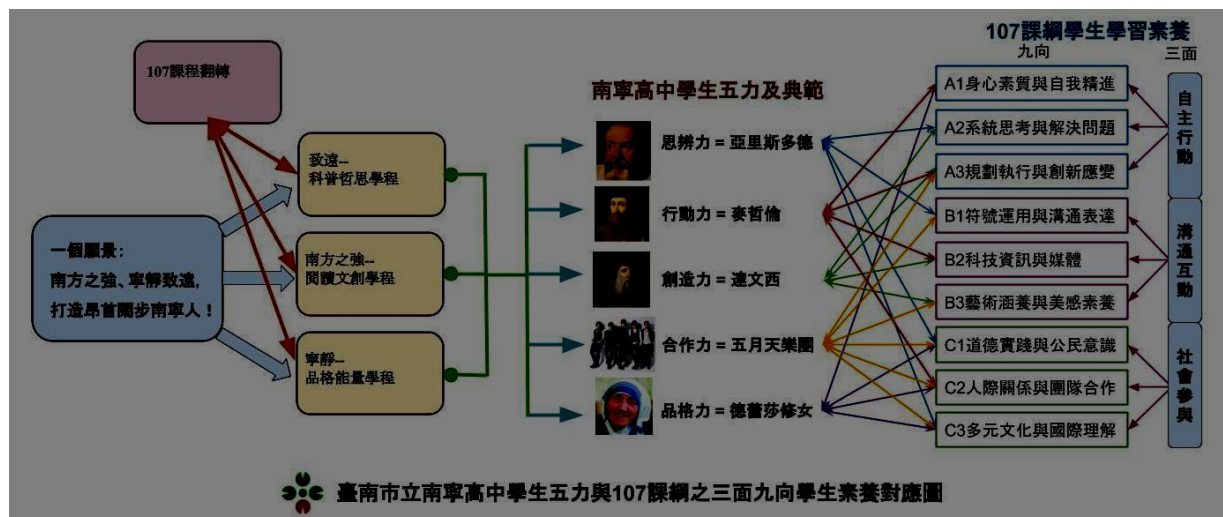 107課綱學生學習素養
九向
三面
107課程翻轉
南寧高中學生五力及典範
致遠--
科普哲思學程
南方之強--
閱讀文創學程
寧靜--
品格能量學程
一個願景：
南方之強、寧靜致遠，
打造昂首闊步南寧人！
思辨力 = 亞里斯多德
行動力 = 麥哲倫
創造力 = 達文西
合作力 = 五月天樂團
品格力 = 德蕾莎修女
A1身心素質與自我精進
A2系統思考與解決問題
A3規劃執行與創新應變
B1符號運用與溝通表達
B2科技資訊與媒體
B3藝術涵養與美感素養
C1道德實踐與公民意識
C2人際關係與團隊合作
C3多元文化與國際理解
自主行動
溝通互動
社會參與
臺南市立南寧高中學生五力與107課綱之三面九向學生素養對應圖